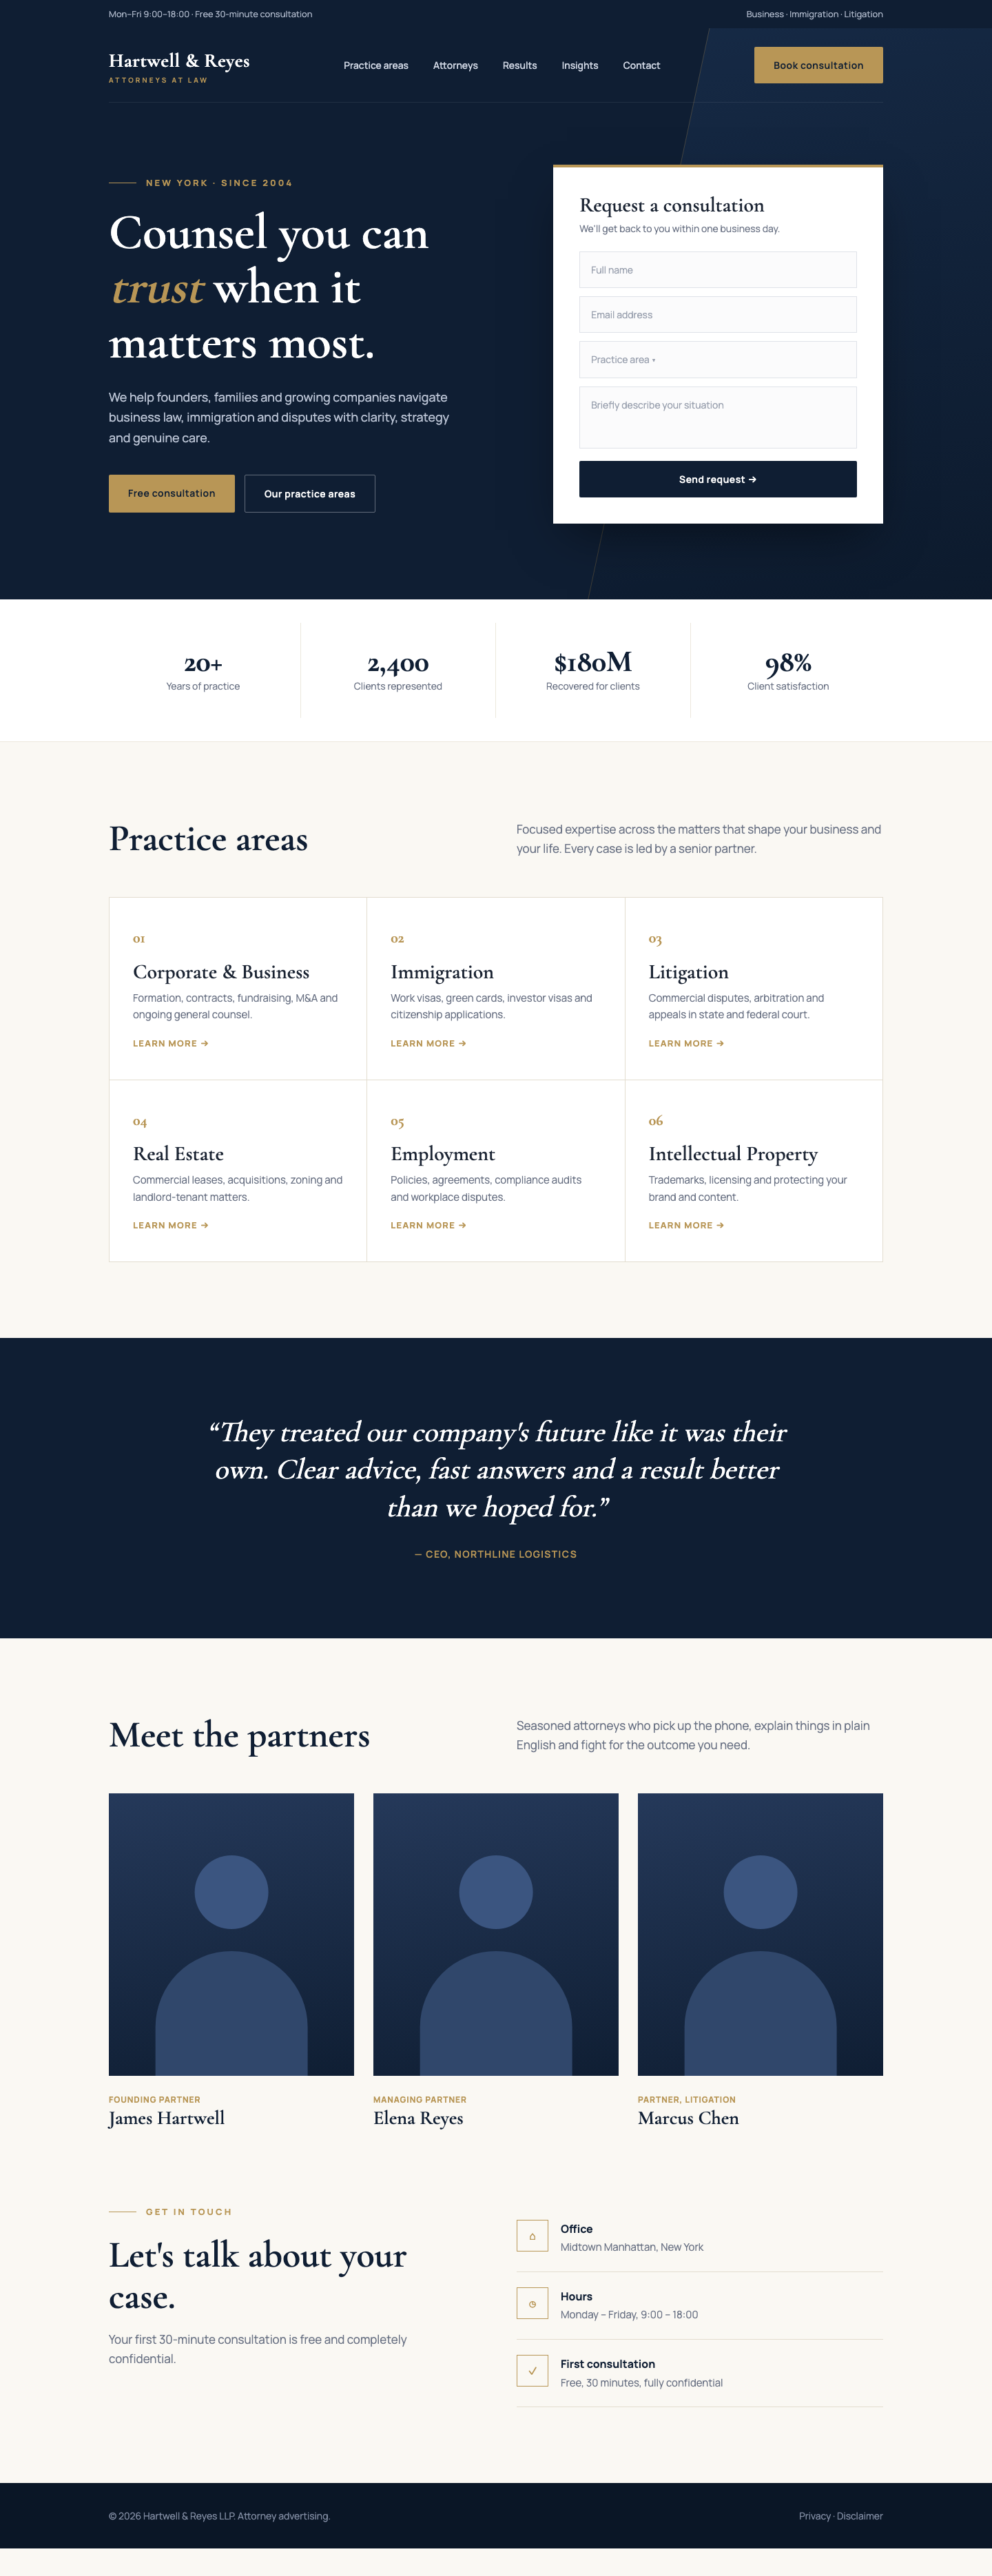 Mon–Fri 9:00–18:00 · Free 30-minute consultation
Business · Immigration · Litigation
Hartwell & Reyes
ATTORNEYS AT LAW
Practice areas
Attorneys
Results
Insights
Contact
Book consultation
NEW YORK · SINCE 2004
Counsel you can
trust when it
matters most.
We help founders, families and growing companies navigate
business law, immigration and disputes with clarity, strategy
and genuine care.
Free consultation
Our practice areas
Request a consultation
We'll get back to you within one business day.
Full name
Email address
Practice area ▾
Briefly describe your situation
Send request →
20+
Years of practice
2,400
Clients represented
$180M
Recovered for clients
98%
Client satisfaction
Practice areas
Focused expertise across the matters that shape your business and
your life. Every case is led by a senior partner.
01
Corporate & Business
Formation, contracts, fundraising, M&A and
ongoing general counsel.
LEARN MORE →
02
Immigration
Work visas, green cards, investor visas and
citizenship applications.
LEARN MORE →
03
Litigation
Commercial disputes, arbitration and
appeals in state and federal court.
LEARN MORE →
04
Real Estate
Commercial leases, acquisitions, zoning and
landlord-tenant matters.
LEARN MORE →
05
Employment
Policies, agreements, compliance audits
and workplace disputes.
LEARN MORE →
06
Intellectual Property
Trademarks, licensing and protecting your
brand and content.
LEARN MORE →
“They treated our company's future like it was their
own. Clear advice, fast answers and a result better
than we hoped for.”
— CEO, NORTHLINE LOGISTICS
Meet the partners
Seasoned attorneys who pick up the phone, explain things in plain
English and fight for the outcome you need.
FOUNDING PARTNER
James Hartwell
MANAGING PARTNER
Elena Reyes
PARTNER, LITIGATION
Marcus Chen
GET IN TOUCH
Let's talk about your
case.
Your first 30-minute consultation is free and completely
confidential.
Office
Midtown Manhattan, New York
Hours
Monday – Friday, 9:00 – 18:00
First consultation
Free, 30 minutes, fully confidential
© 2026 Hartwell & Reyes LLP. Attorney advertising.
Privacy · Disclaimer